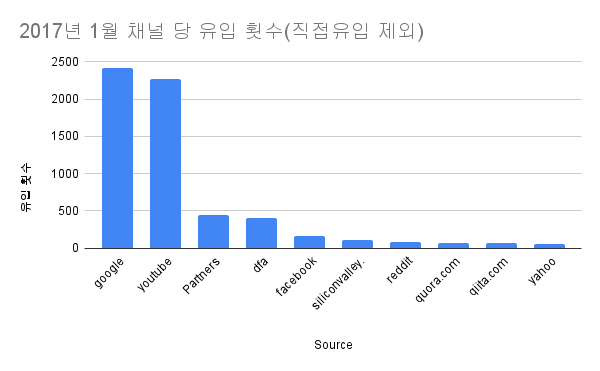 2017년 1월 채널 당 유입 횟수(직접유입 제외)
유입 횟수
2500
2000
1500
1000
500
0
google
youtube
Partners
dfa
facebook
siliconvalley.
reddit
quora.com
qiita.com
yahoo
Source